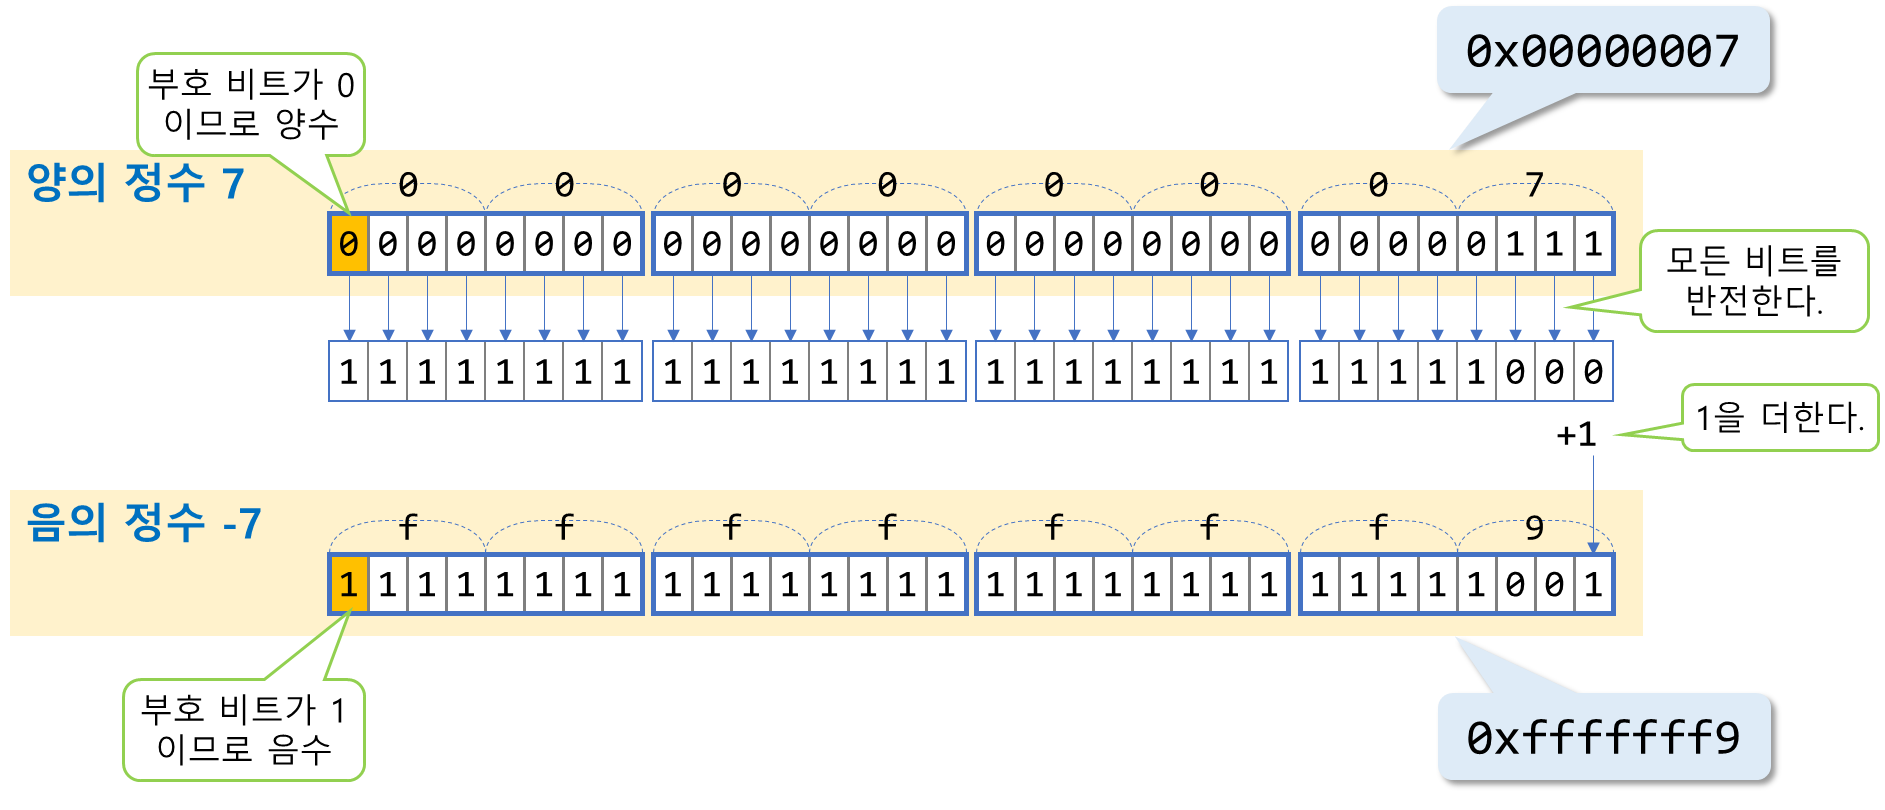 0x00000007
부호 비트가 0
이므로 양수
양의 정수 7
0 0 0 0 0 0 0 7
0 0 0 0 0 0 0 0 0 0 0 0 0 0 0 0 0 0 0 0 0 0 0 0 0 0 0 0 0 1 1 1
모든 비트를
반전한다.
1 1 1 1 1 1 1 1 1 1 1 1 1 1 1 1 1 1 1 1 1 1 1 1 1 1 1 1 1 0 0 0
+1
1을 더한다.
음의 정수 -7
f f f f f f f 9
1 1 1 1 1 1 1 1 1 1 1 1 1 1 1 1 1 1 1 1 1 1 1 1 1 1 1 1 1 0 0 1
부호 비트가 1
이므로 음수
0xfffffff9